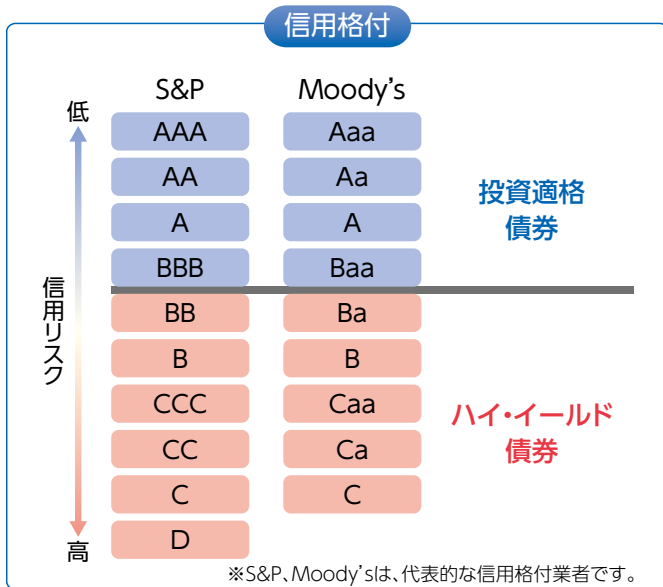 信用格付
S&P Moody's
低
AAA Aaa
AA Aa
A A
BBB Baa
投資適格
債券
信用リスク
BB Ba
B B
CCC Caa
CC Ca
C C
D
ハイ・イールド
債券
高
※S&P、Moody'sは、代表的な信用格付業者です。